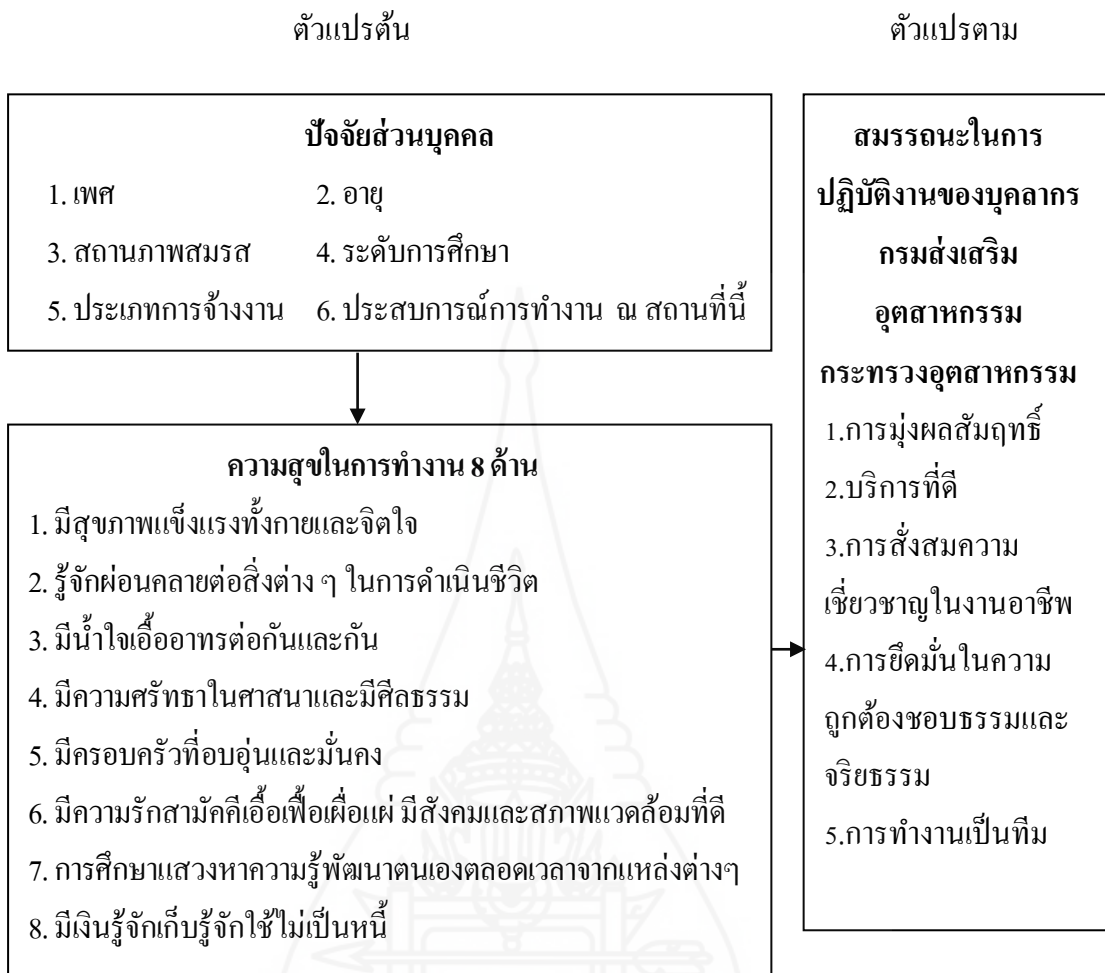 ตัวแปรต้น
ตัวแปรตาม
ปัจจัยส่วนบุคคล
1. เพศ 2. อายุ
3. สถานภาพสมรส 4. ระดับการศึกษา
5. ประเภทการจ้างงาน 6. ประสบการณ์การทำงาน ณ สถานที่นี้
ความสุขในการทำงาน 8 ด้าน
1. มีสุขภาพแข็งแรงทั้งกายและจิตใจ
2. รู้จักผ่อนคลายต่อสิ่งต่าง ๆ ในการดำเนินชีวิต
3. มีน้ำใจเอื้ออาทรต่อกันและกัน
4. มีความศรัทธาในศาสนาและมีศีลธรรม
5. มีครอบครัวที่อบอุ่นและมั่นคง
6. มีความรักสามัคคีเอื้อเฟื้อเผื่อแผ่ มีสังคมและสภาพแวดล้อมที่ดี
7. การศึกษาแสวงหาความรู้พัฒนาตนเองตลอดเวลาจากแหล่งต่างๆ
8. มีเงินรู้จักเก็บรู้จักใช้ไม่เป็นหนี้
สมรรถนะในการ
ปฏิบัติงานของบุคลากร
กรมส่งเสริม
อุตสาหกรรม
กระทรวงอุตสาหกรรม
1.การมุ่งผลสัมฤทธิ์
2.บริการที่ดี
3.การสั่งสมความ
เชี่ยวชาญในงานอาชีพ
4.การยึดมั่นในความ
ถูกต้องชอบธรรมและ
จริยธรรม
5.การทำงานเป็นทีม